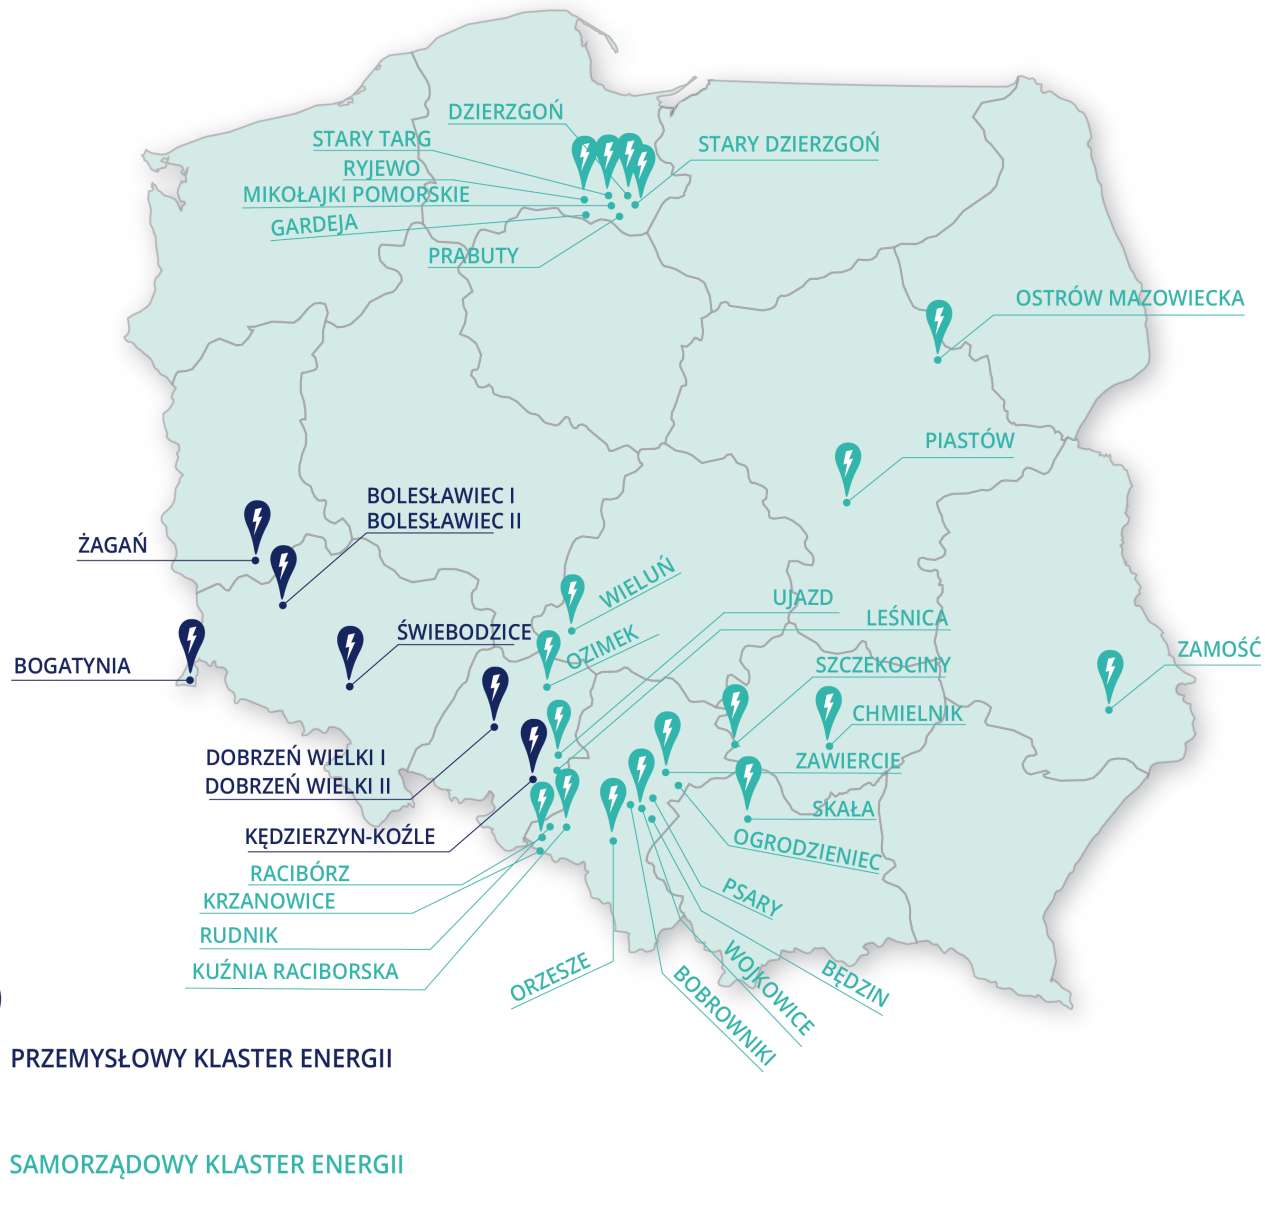 DZIERZGOŃ
STARY TARG
STARY DZIERZGOŃ
RYJEWO
MIKOŁAJKI POMORSKIE
GARDEJA
PRABUTY
OSTRÓW MAZOWIECKA
PIASTÓW
BOLESŁAWIEC I
BOLESŁAWIEC II
ŻAGAŃ
WIELUŃ
UJAZD
LEŚNICA
ŚWIEBODZICE
OZIMEK
ZAMOŚĆ
BOGATYNIA
SZCZEKOCINY
CHMIELNIK
DOBRZEŃ WIELKI I
ZAWIERCIE
DOBRZEŃ WIELKI II
SKAŁA
KĘDZIERZYN-KOŹLE
OGRODZIENIEC
RACIBÓRZ
KRZANOWICE
PSARY
RUDNIK
KUŹNIA RACIBORSKA
ORZESZE
BĘDZIN
WOJKOWICE
BOBROWNIKI
PRZEMYSŁOWY KLASTER ENERGII
SAMORZĄDOWY KLASTER ENERGII